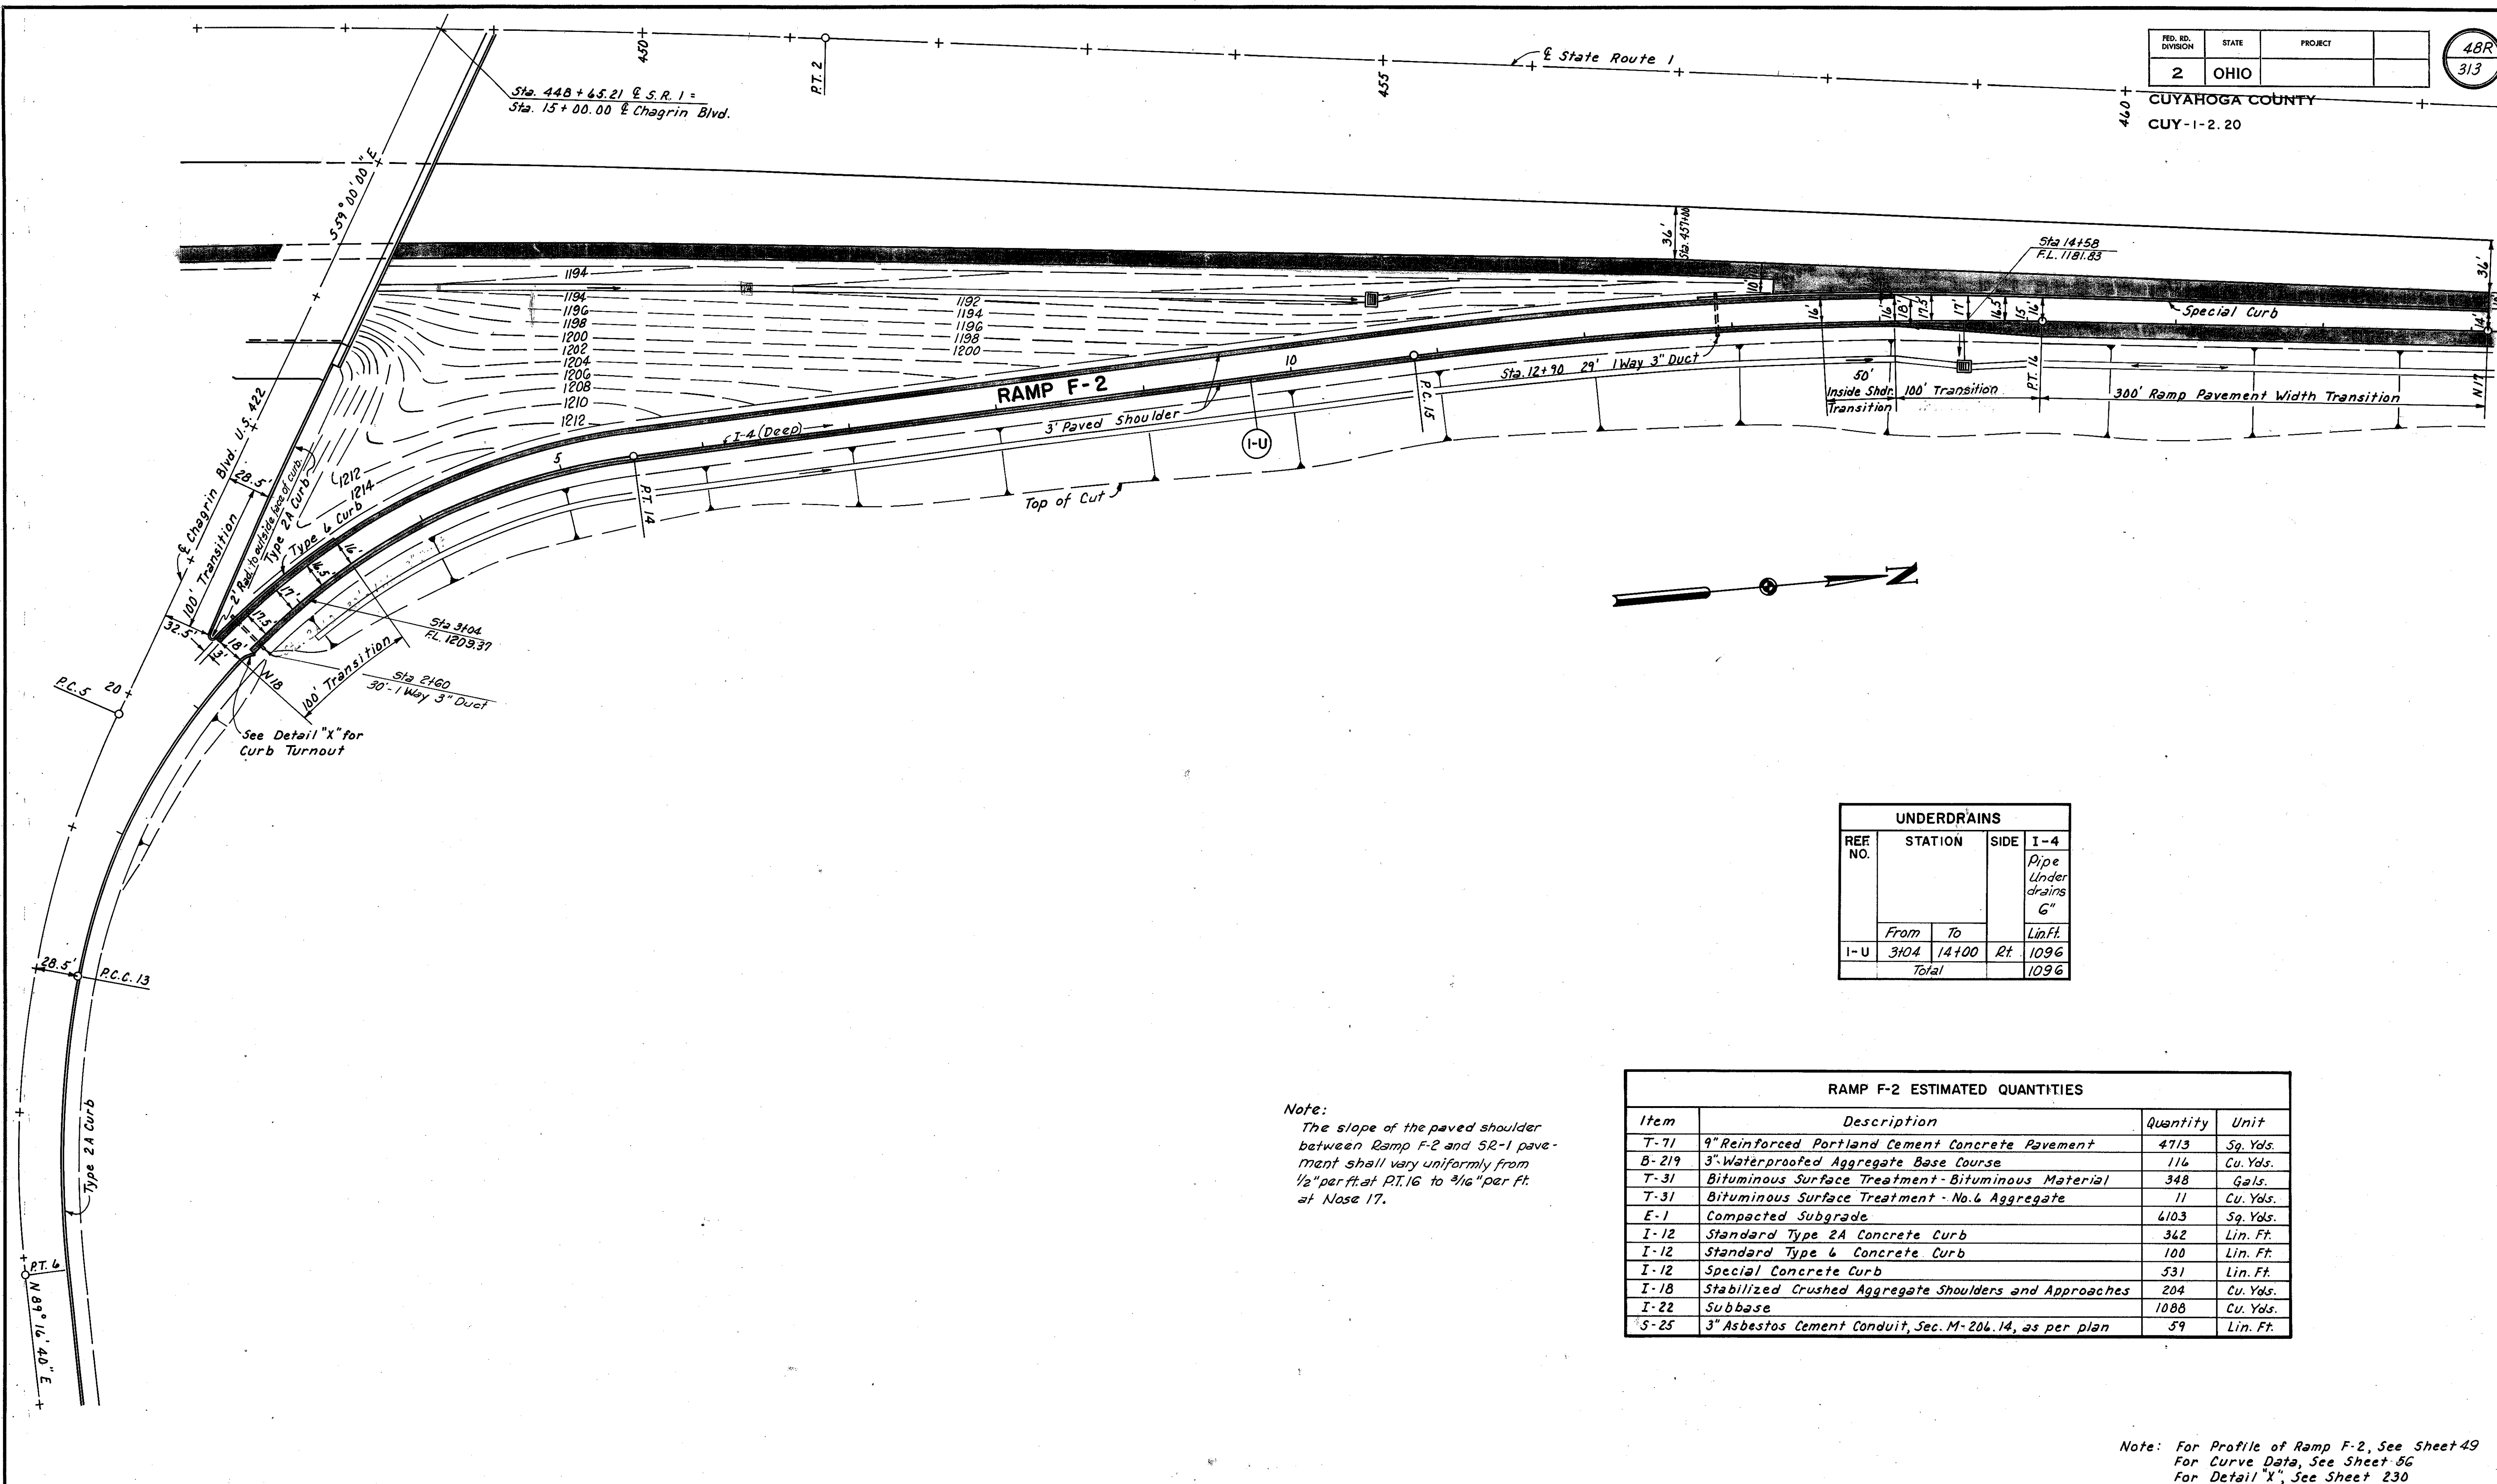 FED. RD. DIVISION STATE PROJECT
2 OHIO
48R
313
CUYAHOGA COUNTY
CUY-1-2.20
450
P.T. 2
455
℄ State Route 1
460
Sta. 448+65.21 ℄ S.R. 1 =
Sta. 15+00.00 ℄ Chagrin Blvd.
S59°00'00"E
36'
Sta. 457+00
Sta 14+58
F.L. 1181.83
36'
1194
1194
1196
1198
1200
1202
1204
1206
1208
1210
1212
1192
1194
1196
1198
1200
10'
16'
16'
18'
17.5'
17'
16.5'
15'
16'
Special Curb
14'
RAMP F-2
10
5
I-4 (Deep)
3' Paved Shoulder
1-U
P.C. 15
Sta. 12+90 29' 1 Way 3" Duct
50'
Inside Shdr.
Transition
100' Transition
P.T. 16
300' Ramp Pavement Width Transition
N17
Top of Cut
P.T. 14
℄ Chagrin Blvd. U.S. 422
28.5'
100' Transition
2' Rad. to outside face of curb.
Type 2A Curb
Type 6 Curb
1212
1214
16'
16.5'
17'
17.5'
18'
3'
2'
32.5'
N18
100' Transition
Sta 3+04
F.L. 1209.37
Sta 2+60
30'-1 Way 3" Duct
See Detail "X" for
Curb Turnout
P.C. 5
20
28.5'
P.C.C. 13
Type 2A Curb
P.T. 6
N89°16'40"E
N
UNDERDRAINS
REF. NO. STATION SIDE I-4
Pipe
Under
drains
6"
From To Lin.Ft.
1-U 3+04 14+00 Rt. 1096
Total 1096
Note:
The slope of the paved shoulder
between Ramp F-2 and SR-1 pave-
ment shall vary uniformly from
1/2" per ft. at P.T. 16 to 3/16" per ft.
at Nose 17.
RAMP F-2 ESTIMATED QUANTITIES
Item Description Quantity Unit
T-71 9" Reinforced Portland Cement Concrete Pavement 4713 Sq. Yds.
B-219 3"-Waterproofed Aggregate Base Course 116 Cu. Yds.
T-31 Bituminous Surface Treatment - Bituminous Material 348 Gals.
T-31 Bituminous Surface Treatment - No.6 Aggregate 11 Cu. Yds.
E-1 Compacted Subgrade 6103 Sq. Yds.
I-12 Standard Type 2A Concrete Curb 362 Lin. Ft.
I-12 Standard Type 6 Concrete Curb 100 Lin. Ft.
I-12 Special Concrete Curb 531 Lin. Ft.
I-18 Stabilized Crushed Aggregate Shoulders and Approaches 204 Cu. Yds.
I-22 Subbase 1088 Cu. Yds.
S-25 3" Asbestos Cement Conduit, Sec. M-206.14, as per plan 59 Lin. Ft.
Note: For Profile of Ramp F-2, See Sheet 49
For Curve Data, See Sheet 56
For Detail "X", See Sheet 230